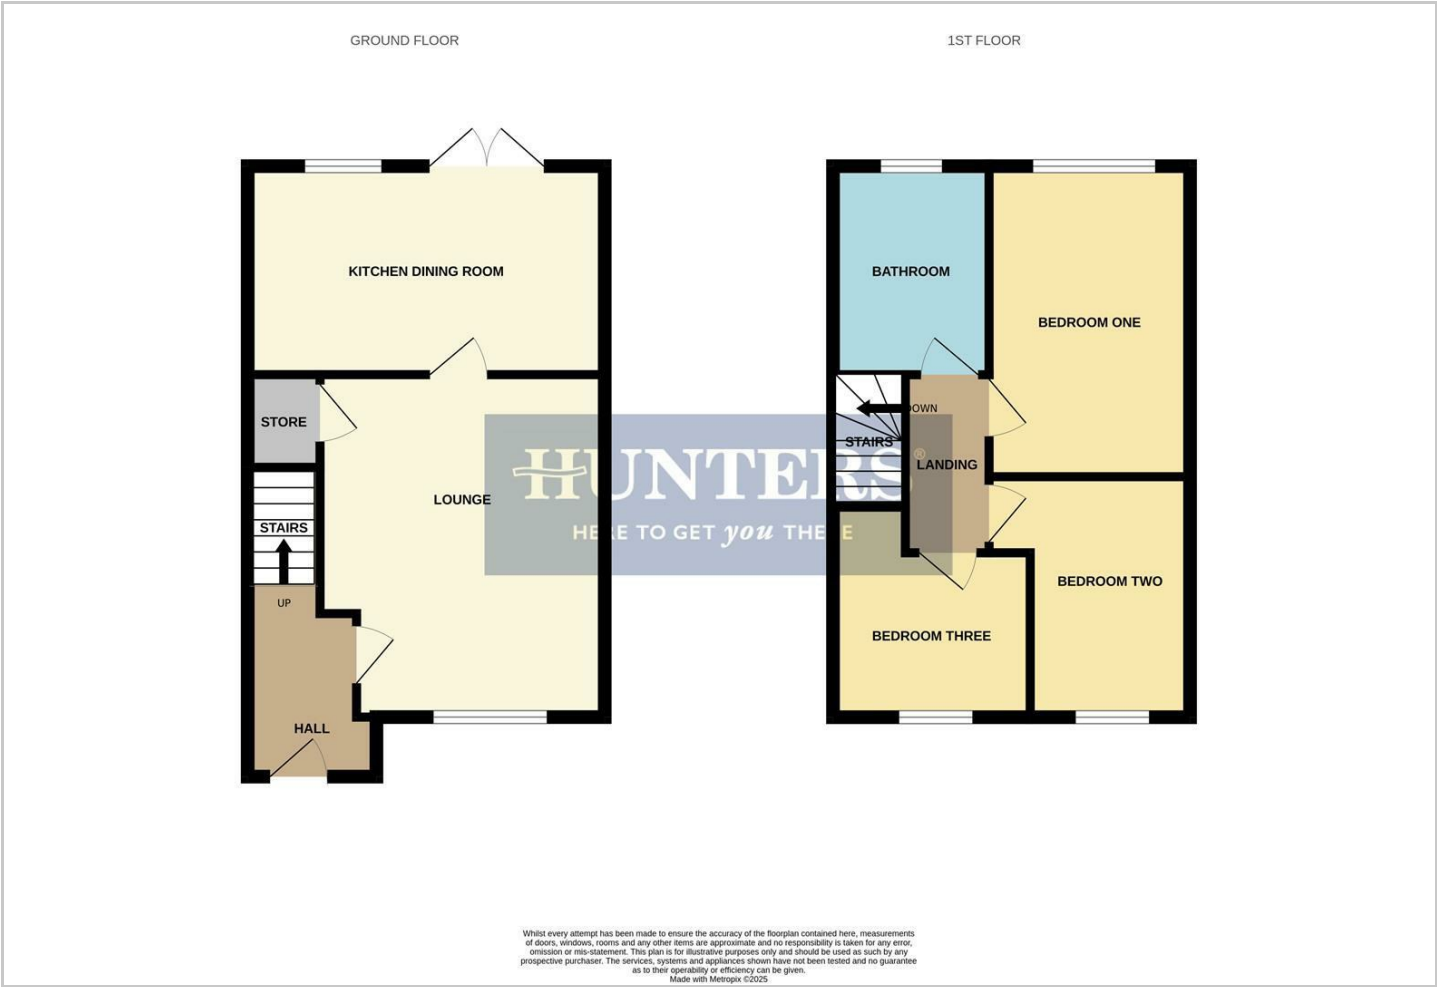 GROUND FLOOR
1ST FLOOR
KITCHEN DINING ROOM
BATHROOM
BEDROOM ONE
STORE
DOWN
STAIRS
LANDING
LOUNGE
HUNTERS®
HERE TO GET you THERE
STAIRS
UP
BEDROOM TWO
BEDROOM THREE
HALL
Whilst every attempt has been made to ensure the accuracy of the floorplan contained here, measurements
of doors, windows, rooms and any other items are approximate and no responsibility is taken for any error,
omission or mis-statement. This plan is for illustrative purposes only and should be used as such by any
prospective purchaser. The services, systems and appliances shown have not been tested and no guarantee
as to their operability or efficiency can be given.
Made with Metropix ©2025